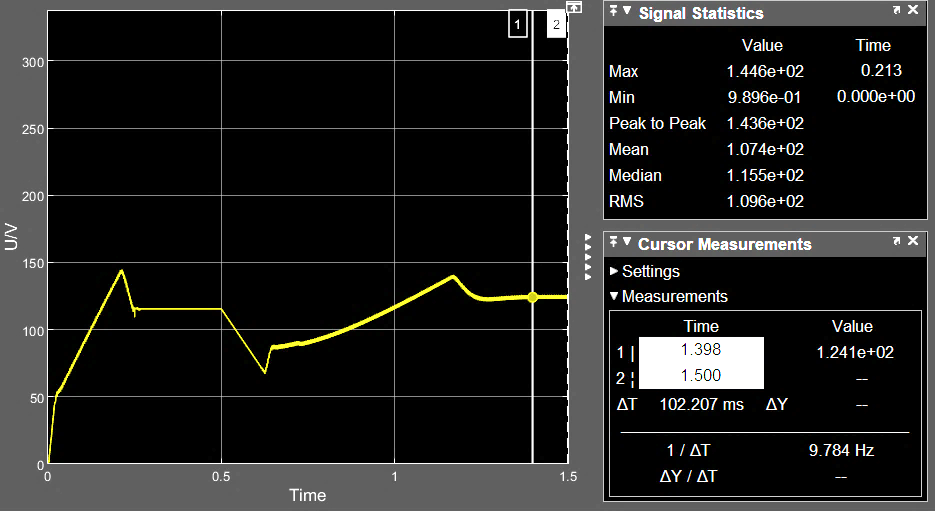 1
2
300
250
200
150
100
50
0
U/V
0
0.5
1
1.5
Time
Signal Statistics
Value Time
Max 1.446e+02 0.213
Min 9.896e-01 0.000e+00
Peak to Peak 1.436e+02
Mean 1.074e+02
Median 1.155e+02
RMS 1.096e+02
Cursor Measurements
Settings
Measurements
Time Value
1 | 1.398 1.241e+02
2 ¦ 1.500 --
ΔT 102.207 ms ΔY --
1 / ΔT 9.784 Hz
ΔY / ΔT --